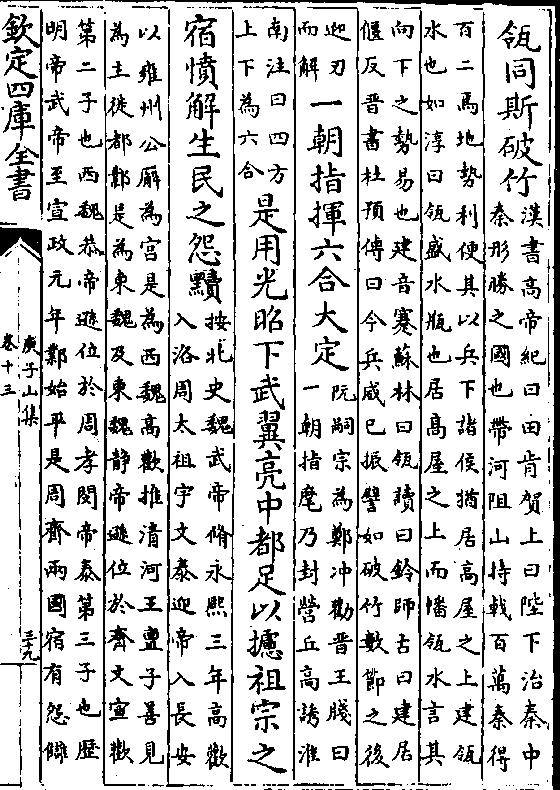 瓴同斯破竹
漢書高帝紀曰由肯賀上曰陛下治秦中
秦形勝之國也帶河阻山持戟百萬秦得
百二焉地勢利便其以兵下諸侯猶居高屋之上建瓴
水也如淳曰瓴盛水瓶也居高屋之上而幡瓴水言其
向下之勢易也建音蹇蘇林曰瓴讀曰鈴師古曰建居
偃反晉書杜預傳曰今兵威已振譬如破竹數節之後
迎刃
而解
一朝指揮六合大定
阮嗣宗為鄭冲勸晉王牋曰
一朝指麾乃封營丘高誘淮
南注曰四方
上下為六合
是用光昭下武翼亮中都足以攄祖宗之
宿憤解生民之怨黷
按北史魏武帝脩永熙三年高歡
入洛周太祖宇文泰迎帝入長安
以雍州公廨為宫是為西魏高歡推清河王亶子善見
為主徙都鄴是為東魏及東魏静帝遜位於齊文宣歡
第二子也西魏恭帝遜位於周孝閔帝泰第三子也歴
明帝武帝至宣政元年鄴始平是周齊兩國宿有怨讎
欽定四庫全書
庾子山集
卷十三
三九